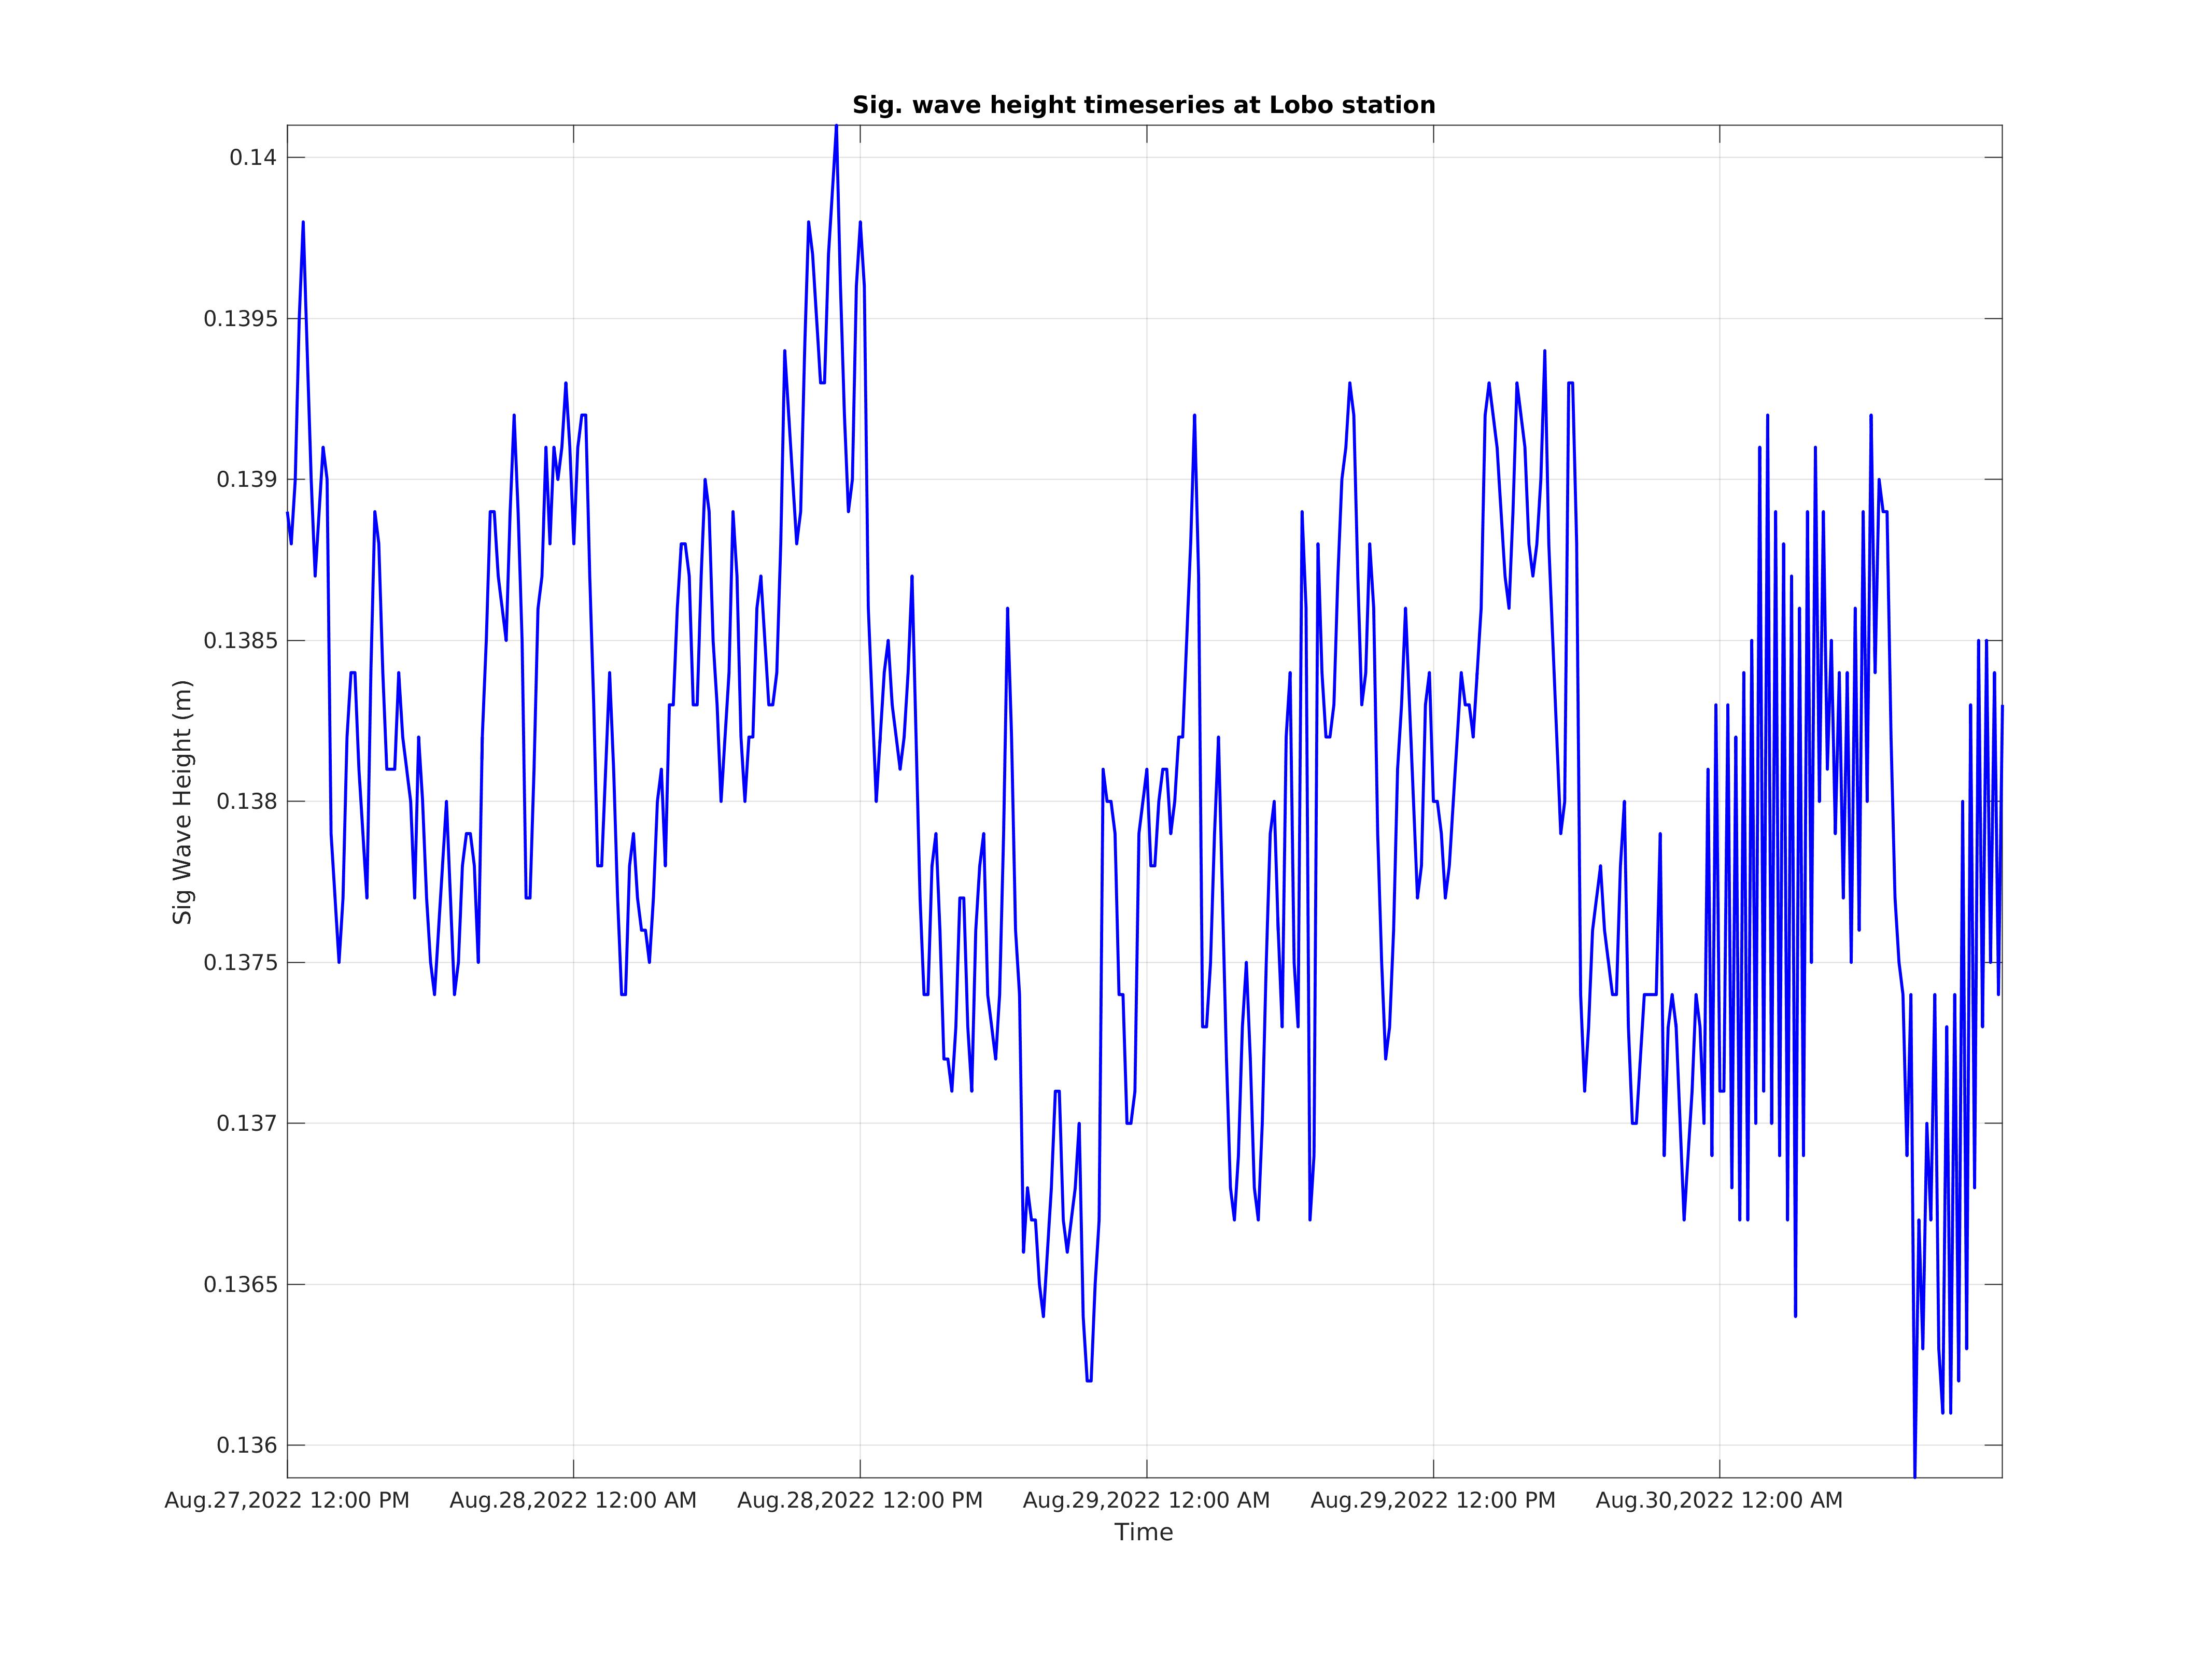 Sig. wave height timeseries at Lobo station
0.14
0.1395
0.139
0.1385
0.138
0.1375
0.137
0.1365
0.136
Sig Wave Height (m)
Aug.27,2022 12:00 PM
Aug.28,2022 12:00 AM
Aug.28,2022 12:00 PM
Aug.29,2022 12:00 AM
Aug.29,2022 12:00 PM
Aug.30,2022 12:00 AM
Time